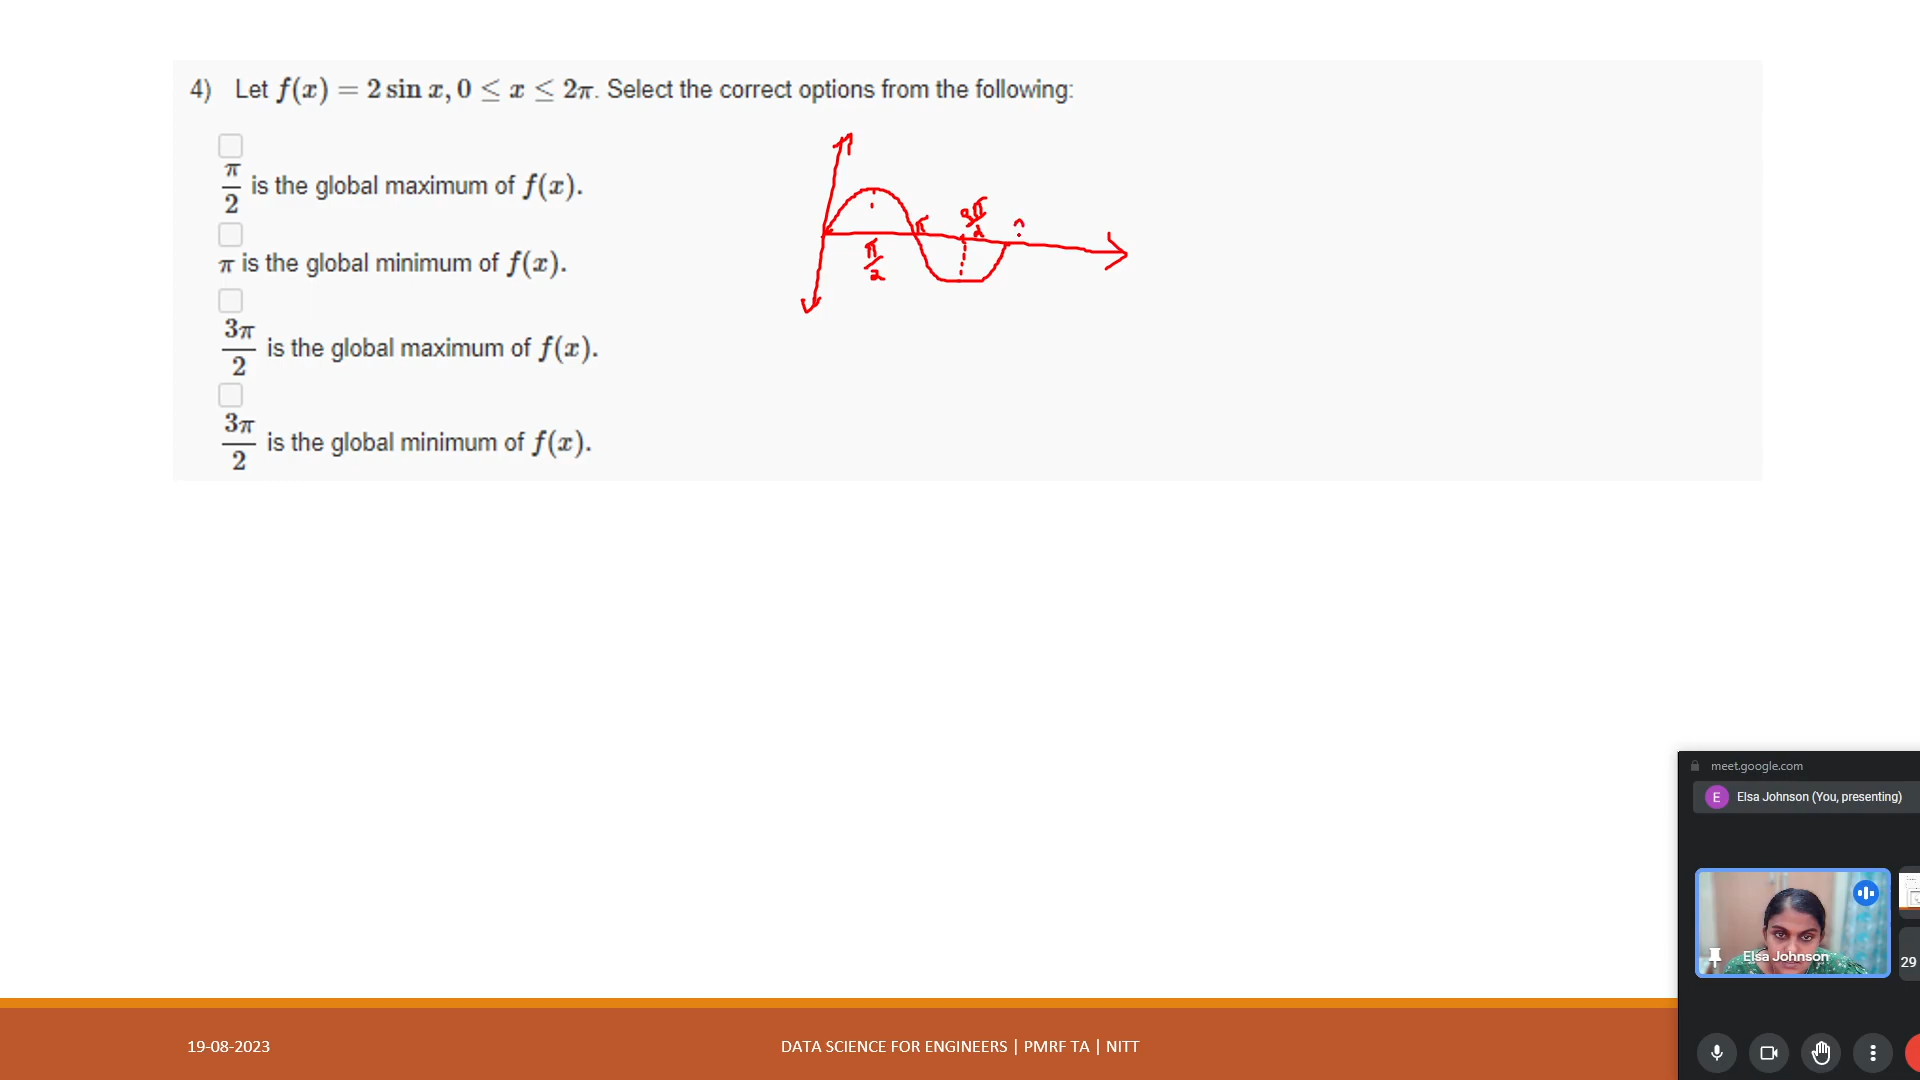 4) Let f(x) = 2 sin x, 0 ≤ x ≤ 2π. Select the correct options from the following:
π/2 is the global maximum of f(x).
π is the global minimum of f(x).
3π/2 is the global maximum of f(x).
3π/2 is the global minimum of f(x).
π/2
π
3π/2
meet.google.com
E Elsa Johnson (You, presenting)
Elsa Johnson
29
19-08-2023
DATA SCIENCE FOR ENGINEERS | PMRF TA | NITT